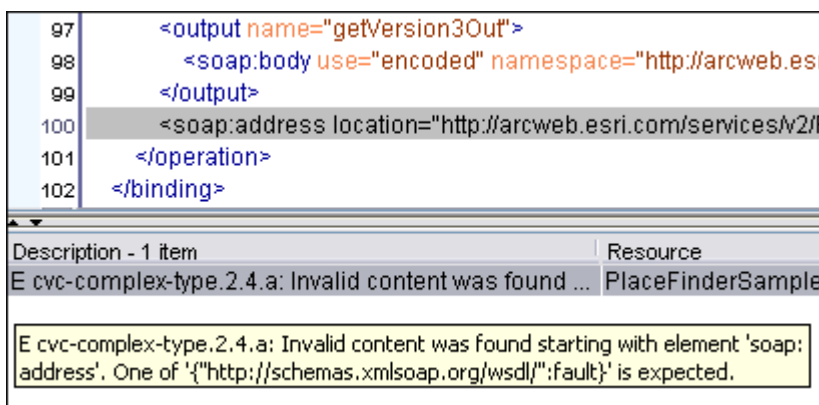 97 <output name="getVersion3Out">
98 <soap:body use="encoded" namespace="http://arcweb.esr
99 </output>
100 <soap:address location="http://arcweb.esri.com/services/v2/
101 </operation>
102 </binding>
Description - 1 item Resource
E cvc-complex-type.2.4.a: Invalid content was found ... PlaceFinderSample
E cvc-complex-type.2.4.a: Invalid content was found starting with element 'soap:
address'. One of '{"http://schemas.xmlsoap.org/wsdl/":fault}' is expected.